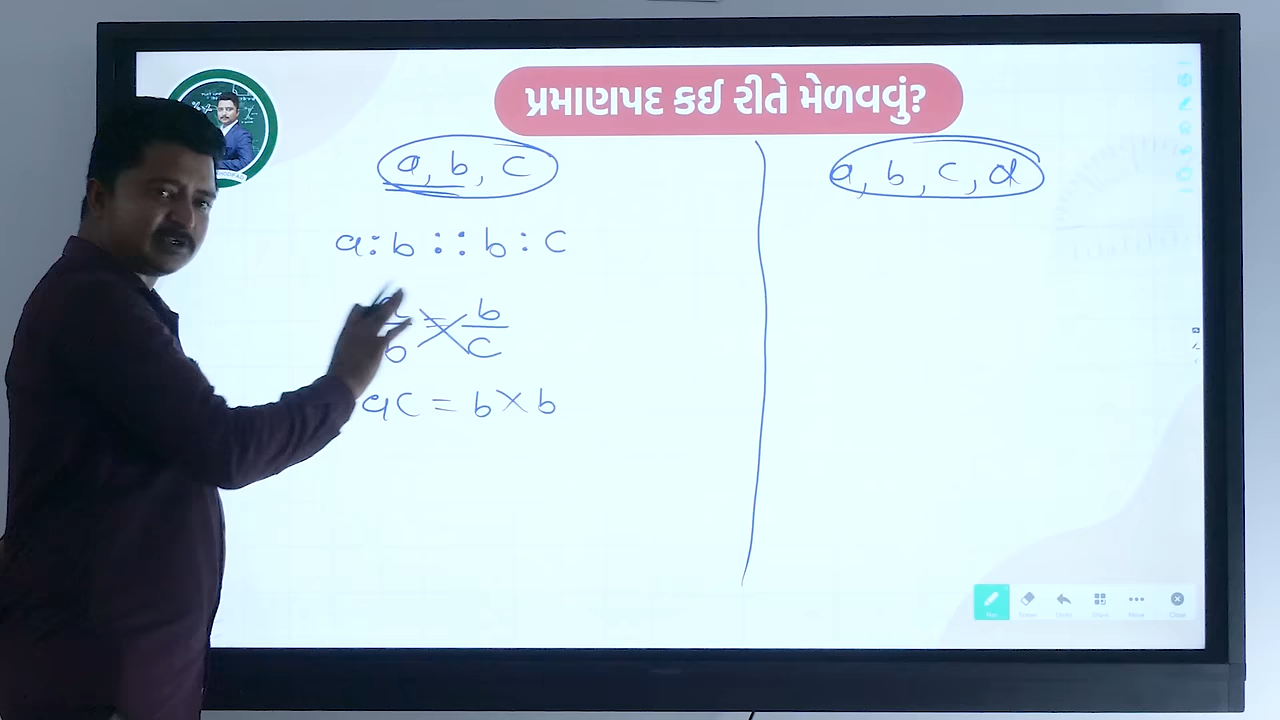 પ્રમાણપદ કઈ રીતે મેળવવું?
a, b, c
a, b, c, d
a : b :: b : c
a/b = b/c
ac = b × b